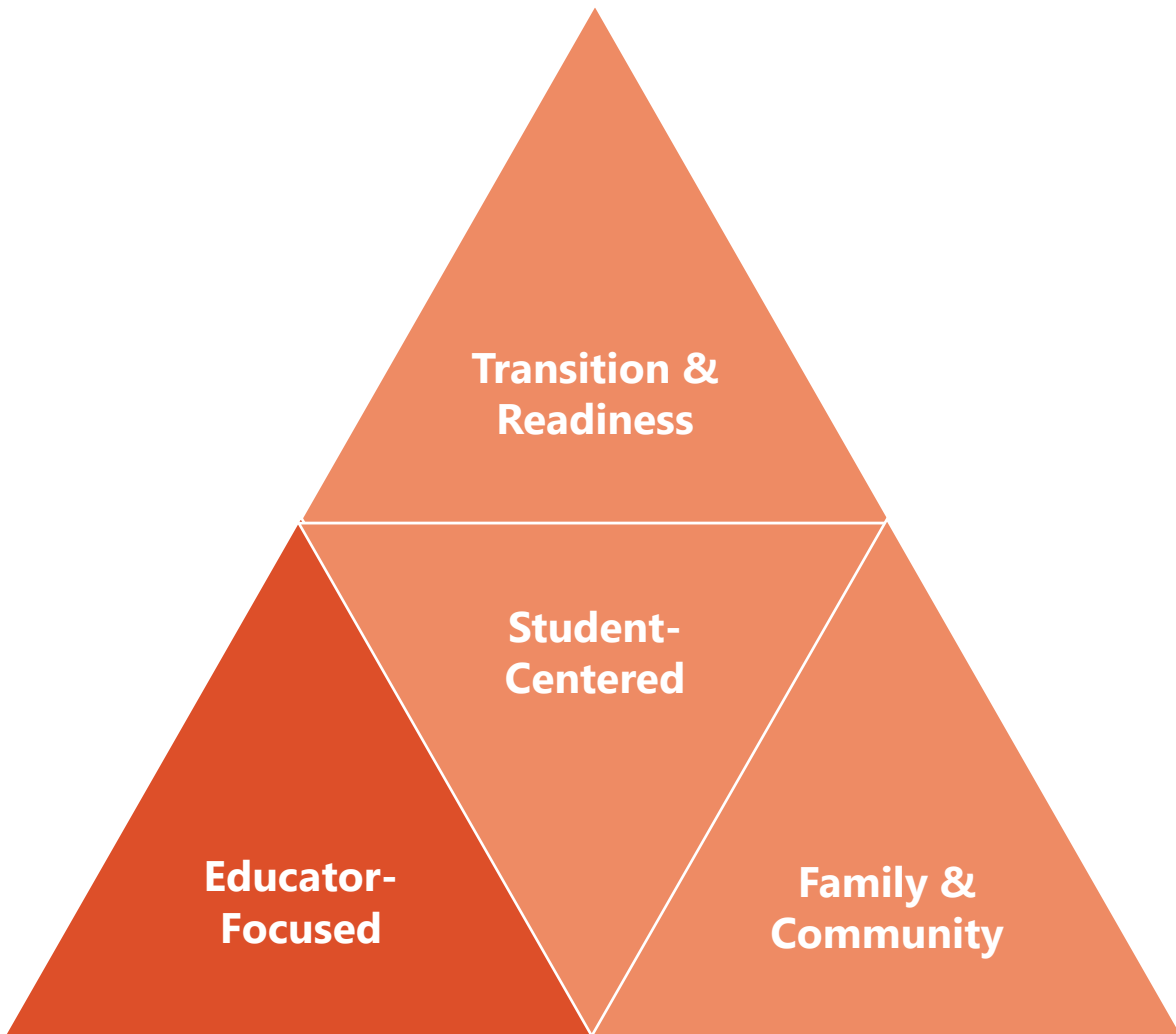 Transition &
Readiness
Student-
Centered
Educator-
Focused
Family &
Community